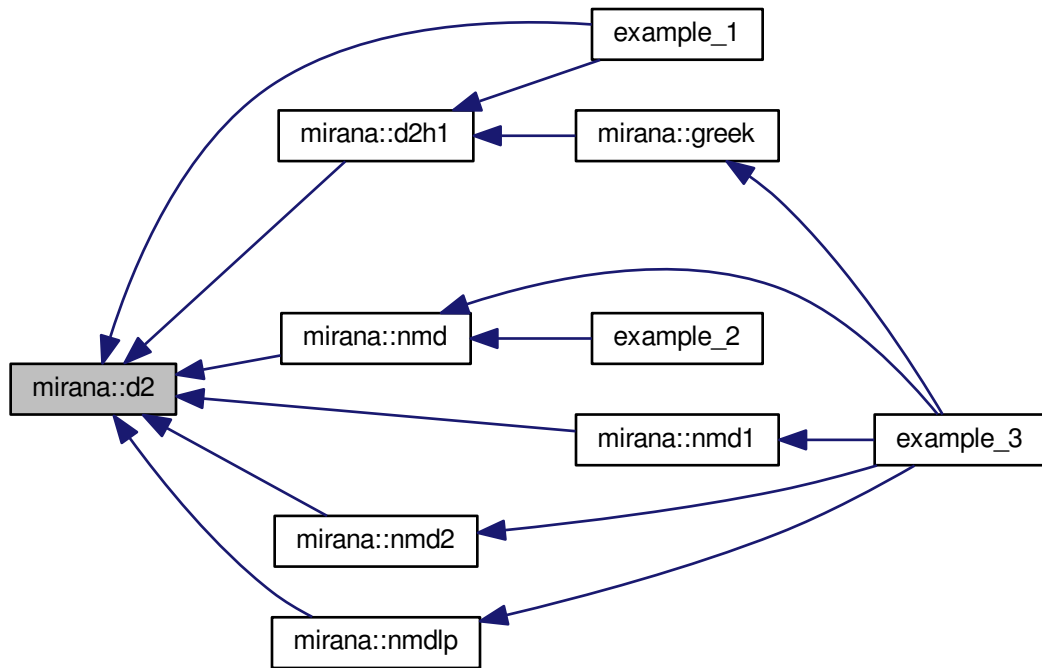 example_1
mirana::d2h1
mirana::greek
mirana::nmd
example_2
mirana::d2
mirana::nmd1
example_3
mirana::nmd2
mirana::nmdlp